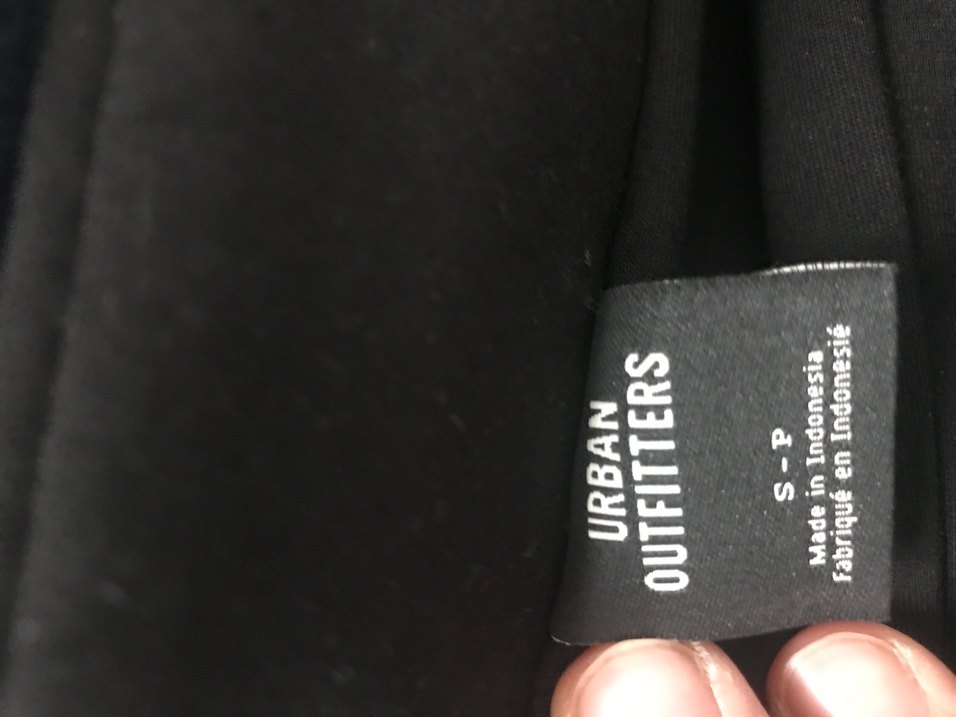 URBAN
OUTFITTERS
S - P
Made in Indonesia
Fabriqué en Indonesié